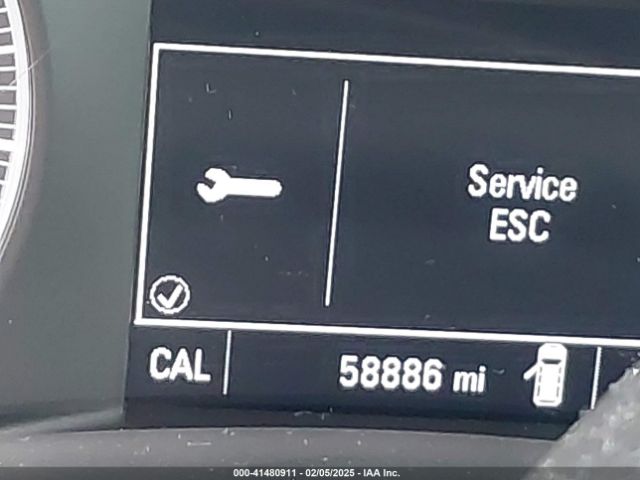 Service
ESC
CAL
58886 mi
000-41480911 - 02/05/2025 - IAA Inc.